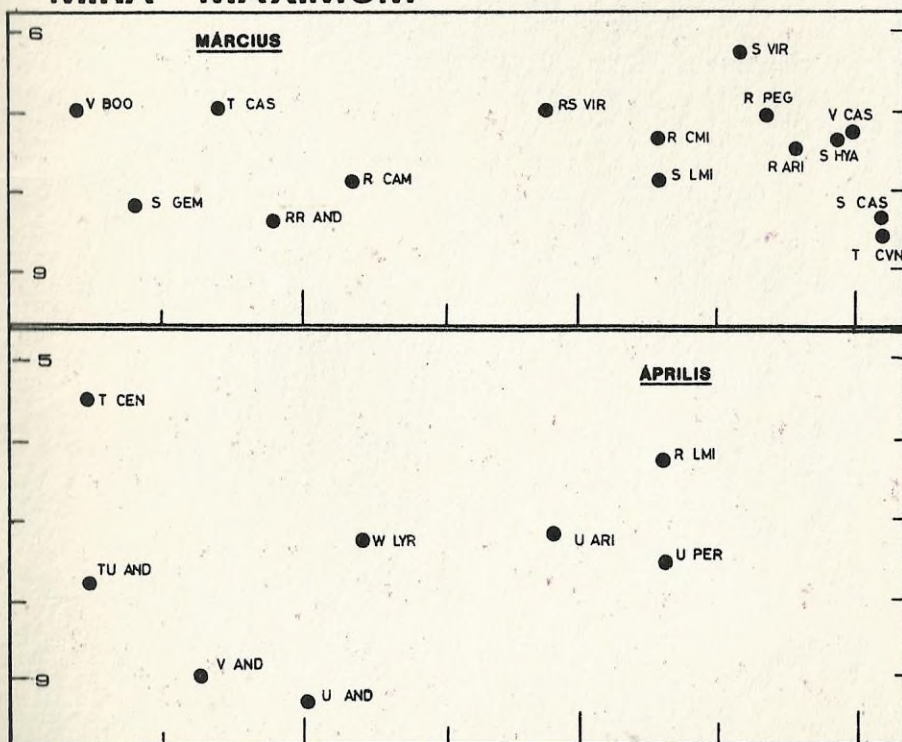 MIRA MAXIMUM
6
MÁRCIUS
S VIR
V BOO
T CAS
RS VIR
R PEG
V CAS
R CMI
S HYA
R ARI
R CAM
S LMI
S GEM
RR AND
S CAS
T CVN
9
5
ÁPRILIS
T CEN
R LMI
W LYR
U ARI
U PER
TU AND
V AND
9
U AND